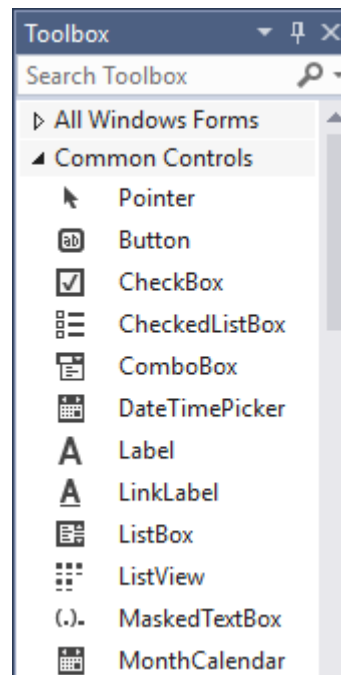 Toolbox
Search Toolbox
All Windows Forms
Common Controls
Pointer
Button
CheckBox
CheckedListBox
ComboBox
DateTimePicker
Label
LinkLabel
ListBox
ListView
MaskedTextBox
MonthCalendar